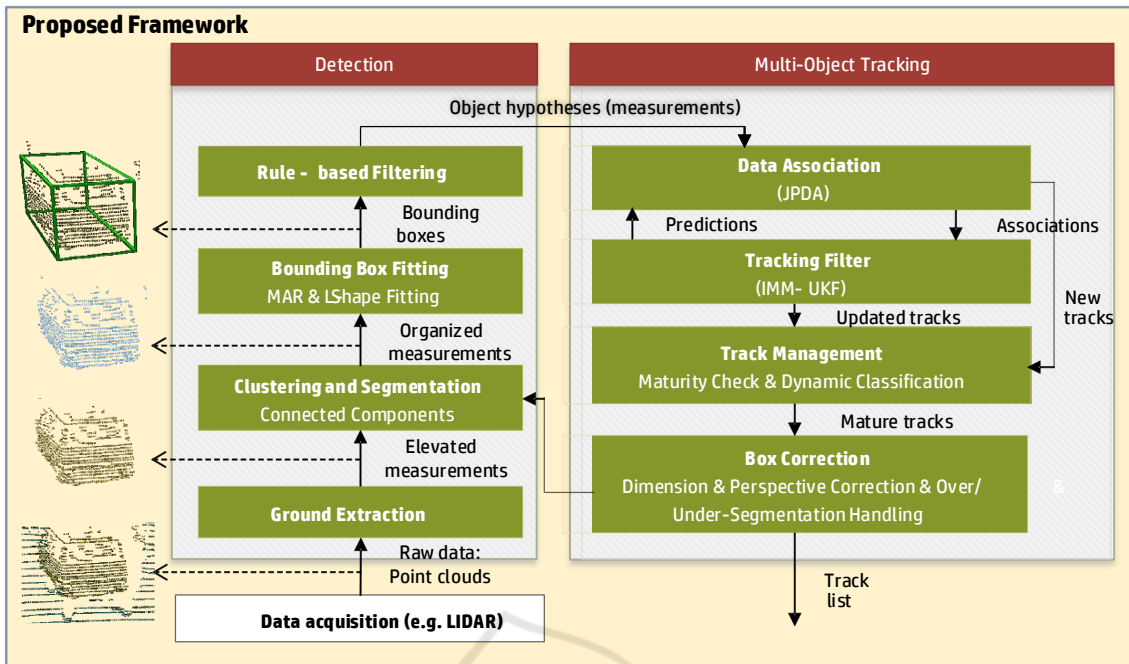 Proposed Framework
Detection
Multi-Object Tracking
Object hypotheses (measurements)
Rule - based Filtering
Bounding
boxes
Bounding Box Fitting
MAR & LShape Fitting
Organized
measurements
Clustering and Segmentation
Connected Components
Elevated
measurements
Ground Extraction
Raw data:
Point clouds
Data acquisition (e.g. LIDAR)
Data Association
(JPDA)
Predictions
Associations
Tracking Filter
(IMM- UKF)
Updated tracks
New
tracks
Track Management
Maturity Check & Dynamic Classification
Mature tracks
Box Correction
Dimension & Perspective Correction & Over/
&
Under-Segmentation Handling
Track
list